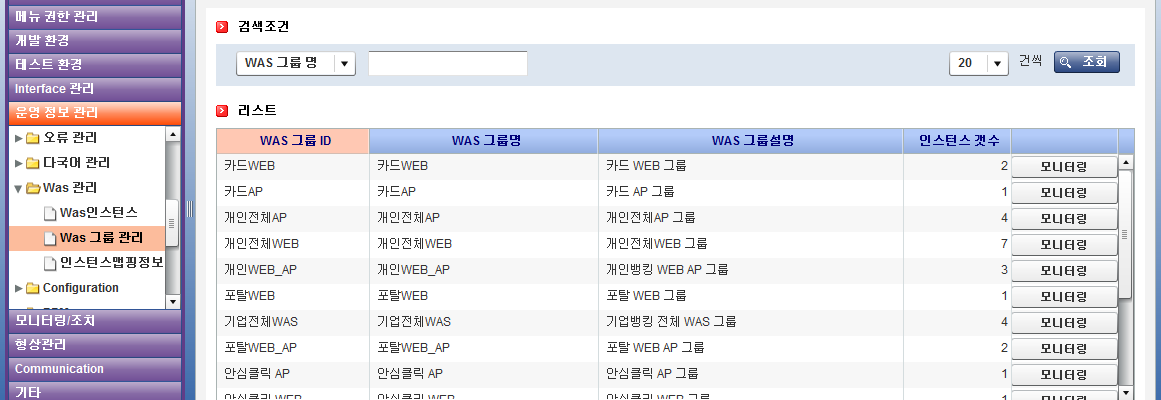 메뉴 권한 관리
개발 환경
테스트 환경
Interface 관리
운영 정보 관리
오류 관리
다국어 관리
Was 관리
Was인스턴스
Was 그룹 관리
인스턴스맵핑정보
Configuration
모니터링/조치
형상관리
Communication
기타
검색조건
WAS 그룹 명 20 건씩 조회
리스트
WAS 그룹 ID WAS 그룹명 WAS 그룹설명 인스턴스 갯수
카드WEB 카드WEB 카드 WEB 그룹 2 모니터링
카드AP 카드AP 카드 AP 그룹 1 모니터링
개인전체AP 개인전체AP 개인전체AP 그룹 4 모니터링
개인전체WEB 개인전체WEB 개인전체WEB 그룹 7 모니터링
개인WEB_AP 개인WEB_AP 개인뱅킹 WEB AP 그룹 3 모니터링
포탈WEB 포탈WEB 포탈 WEB 그룹 1 모니터링
기업전체WAS 기업전체WAS 기업뱅킹 전체 WAS 그룹 4 모니터링
포탈WEB_AP 포탈WEB_AP 포탈 WEB AP 그룹 2 모니터링
안심클릭 AP 안심클릭 AP 안심클릭 AP 그룹 1 모니터링
안심클릭 WEB 안심클릭 WEB 안심클릭 WEB 그룹 1 모니터링